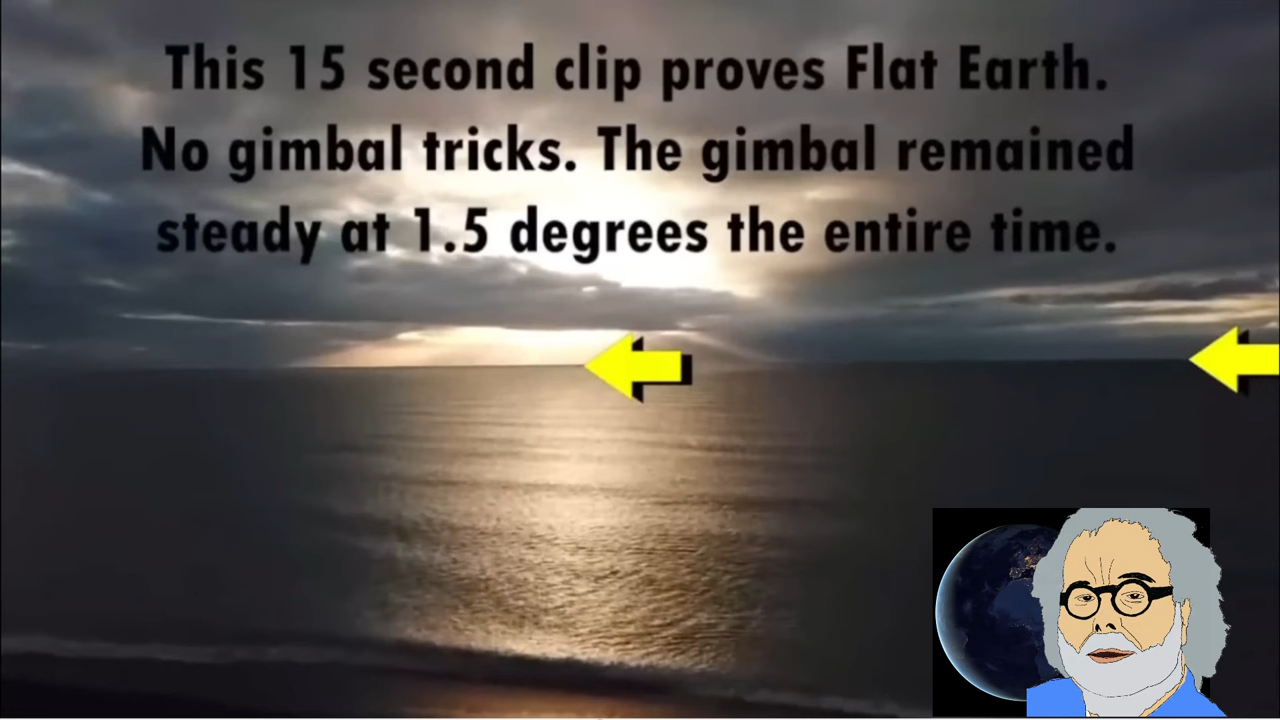 This 15 second clip proves Flat Earth.
No gimbal tricks. The gimbal remained
steady at 1.5 degrees the entire time.